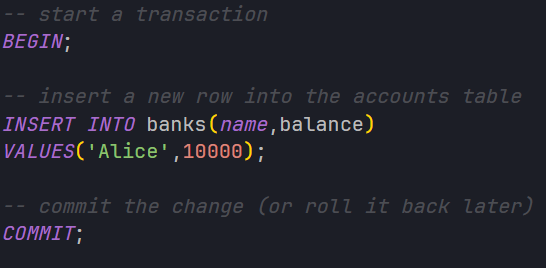 -- start a transaction
BEGIN;
-- insert a new row into the accounts table
INSERT INTO banks(name,balance)
VALUES('Alice',10000);
-- commit the change (or roll it back later)
COMMIT;